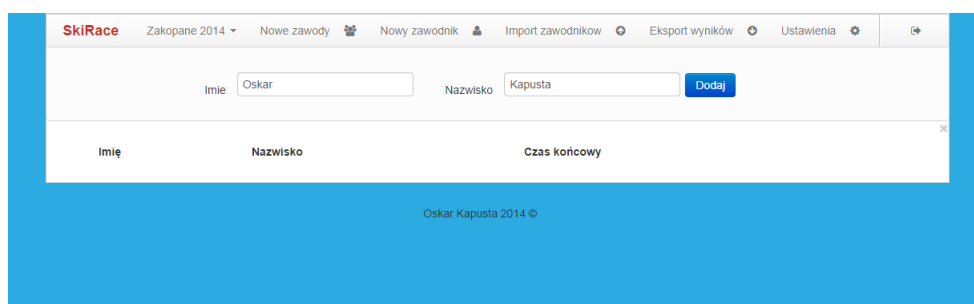 SkiRace Zakopane 2014 Nowe zawody Nowy zawodnik Import zawodnikow Eksport wyników Ustawienia
Imie Oskar Nazwisko Kapusta Dodaj
Imię Nazwisko Czas końcowy
Oskar Kapusta 2014 ©